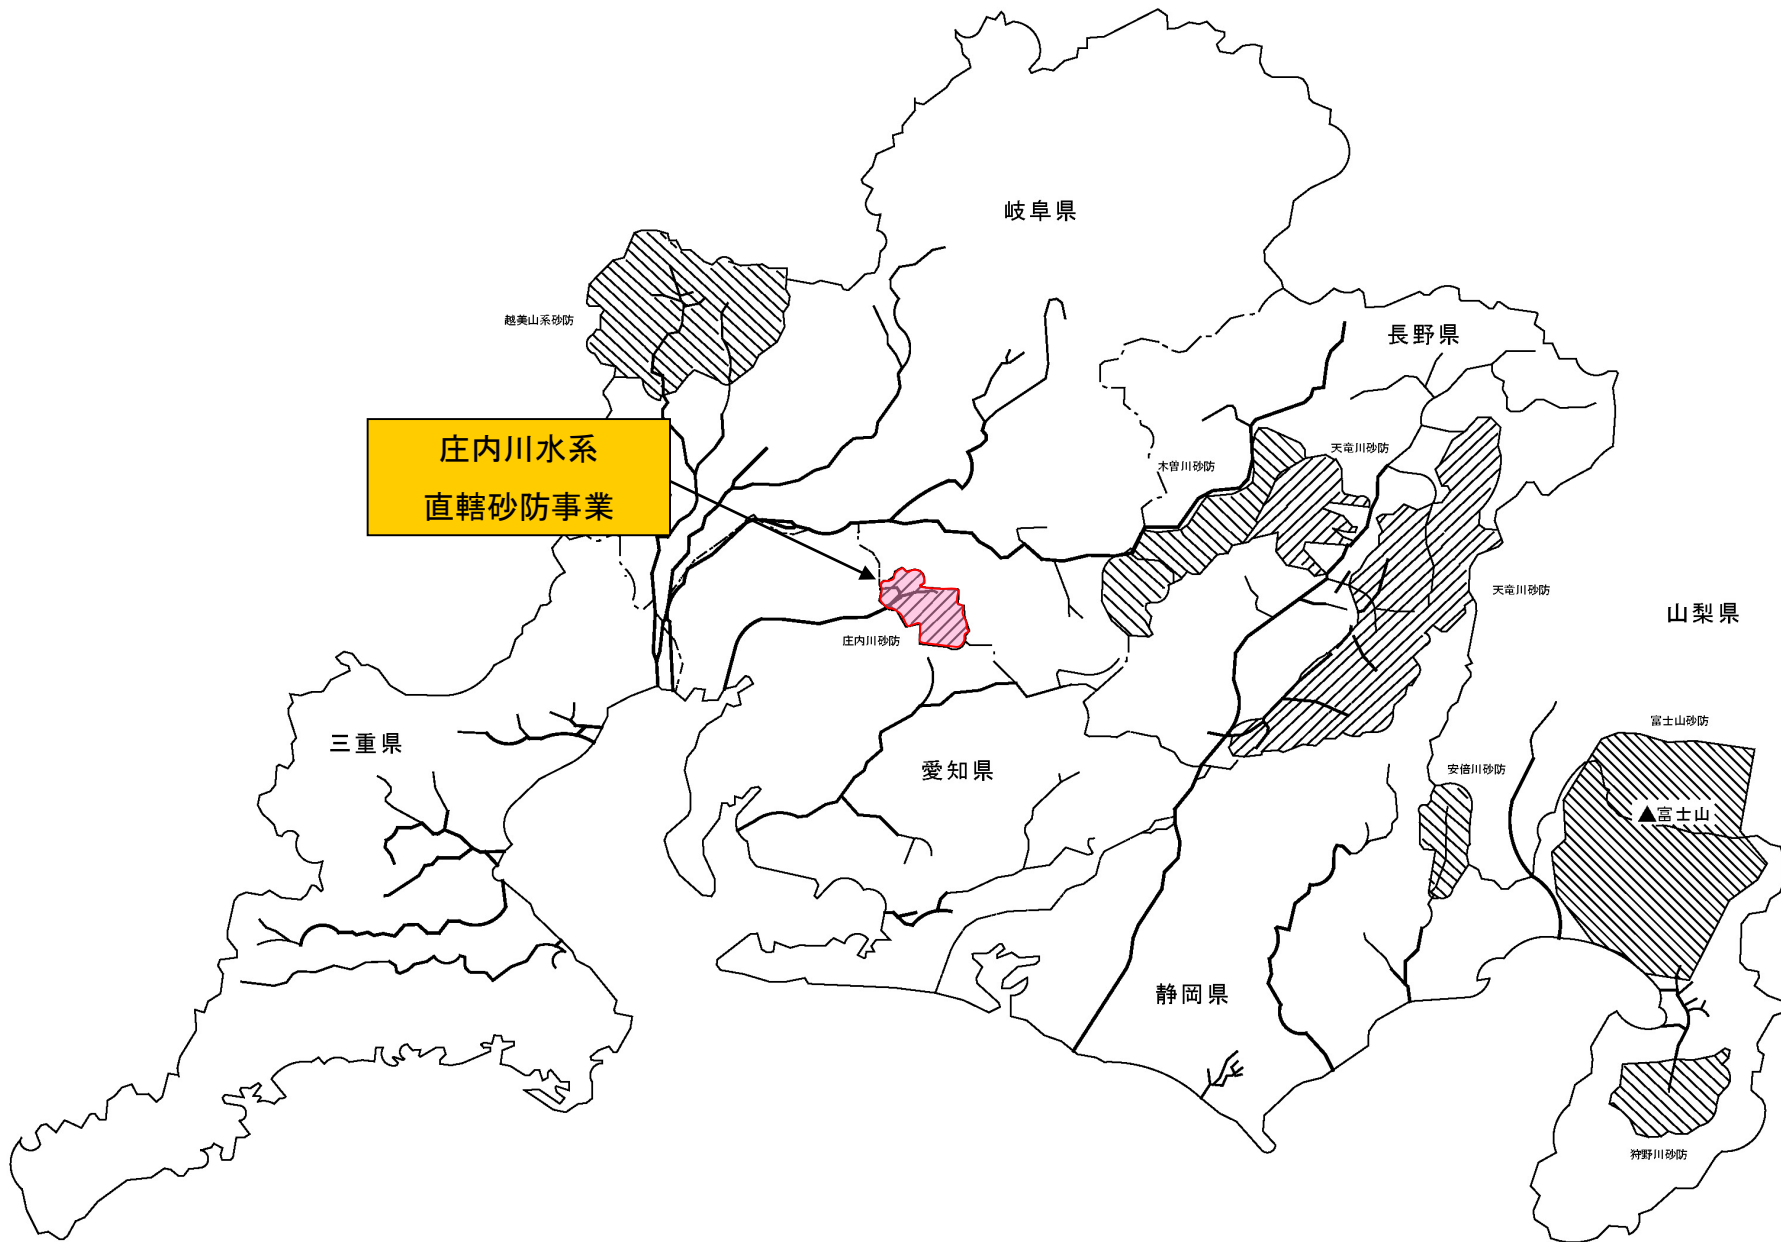 岐阜県
越美山系砂防
長野県
庄内川水系
直轄砂防事業
天竜川砂防
木曽川砂防
天竜川砂防
山梨県
庄内川砂防
富士山砂防
三重県
愛知県
安倍川砂防
▲富士山
静岡県
狩野川砂防